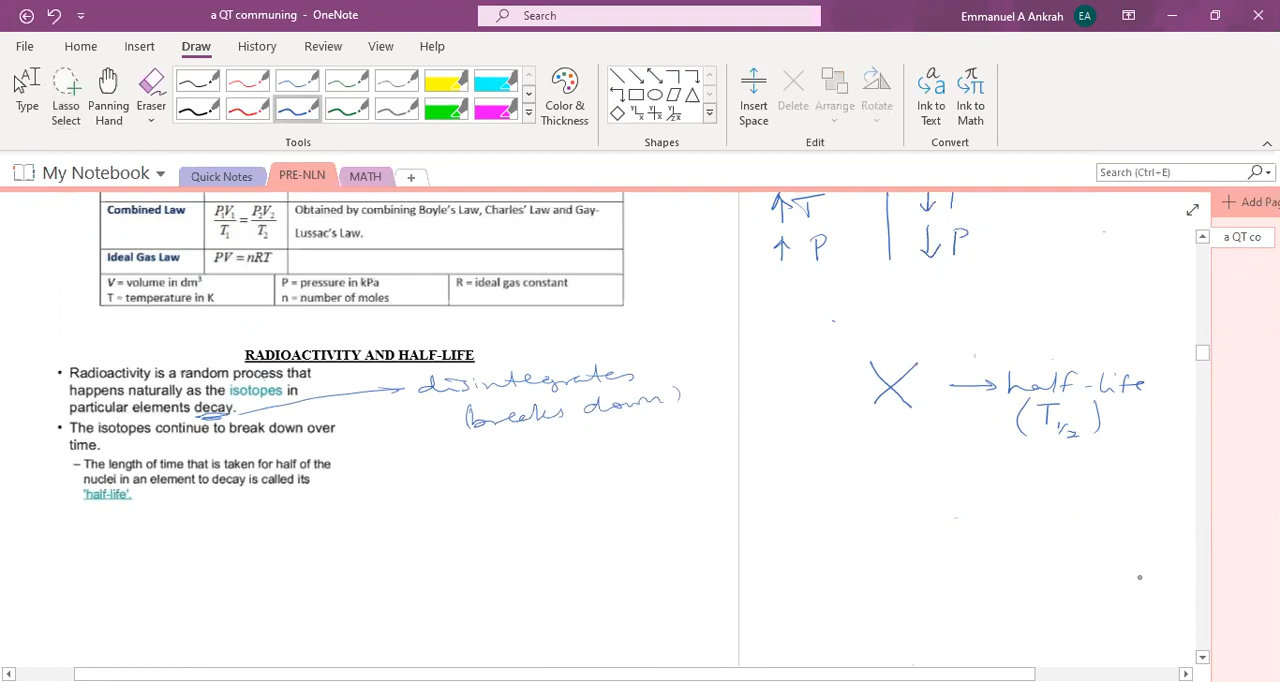 a QT communing - OneNote
Search
Emmanuel A Ankrah
EA
File Home Insert Draw History Review View Help
Type
Lasso Select
Panning Hand
Eraser
Color & Thickness
Insert Space
Delete
Arrange
Rotate
Ink to Text
Ink to Math
Tools
Shapes
Edit
Convert
My Notebook
Quick Notes
PRE-NLN
MATH
Search (Ctrl+E)
Add Pag
a QT co
Combined Law P₁V₁/T₁ = P₂V₂/T₂ Obtained by combining Boyle's Law, Charles' Law and Gay-
Lussac's Law.
Ideal Gas Law PV = nRT
V = volume in dm³ P = pressure in kPa R = ideal gas constant
T = temperature in K n = number of moles
↑ T
↑ P ↓ P
RADIOACTIVITY AND HALF-LIFE
• Radioactivity is a random process that
happens naturally as the isotopes in
particular elements decay.
disintegrates
(breaks down)
• The isotopes continue to break down over
time.
– The length of time that is taken for half of the
nuclei in an element to decay is called its
'half-life'.
X → half-life
(T1/2)